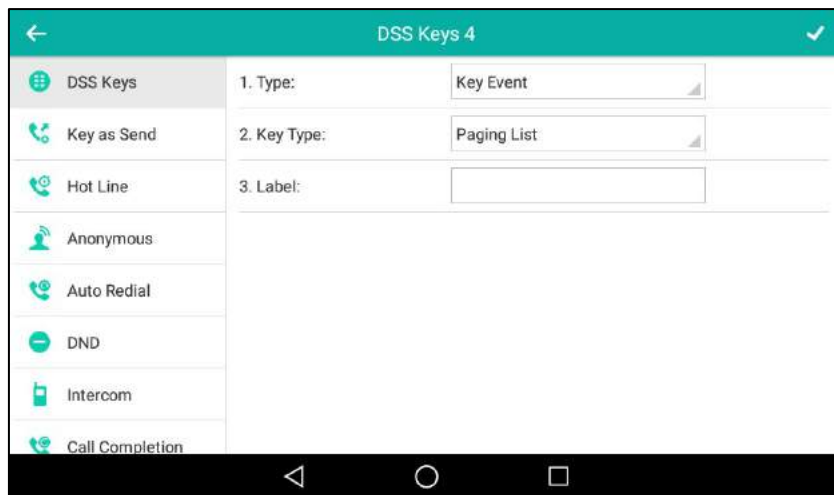 DSS Keys 4
DSS Keys
Key as Send
Hot Line
Anonymous
Auto Redial
DND
Intercom
Call Completion
1. Type: Key Event
2. Key Type: Paging List
3. Label: